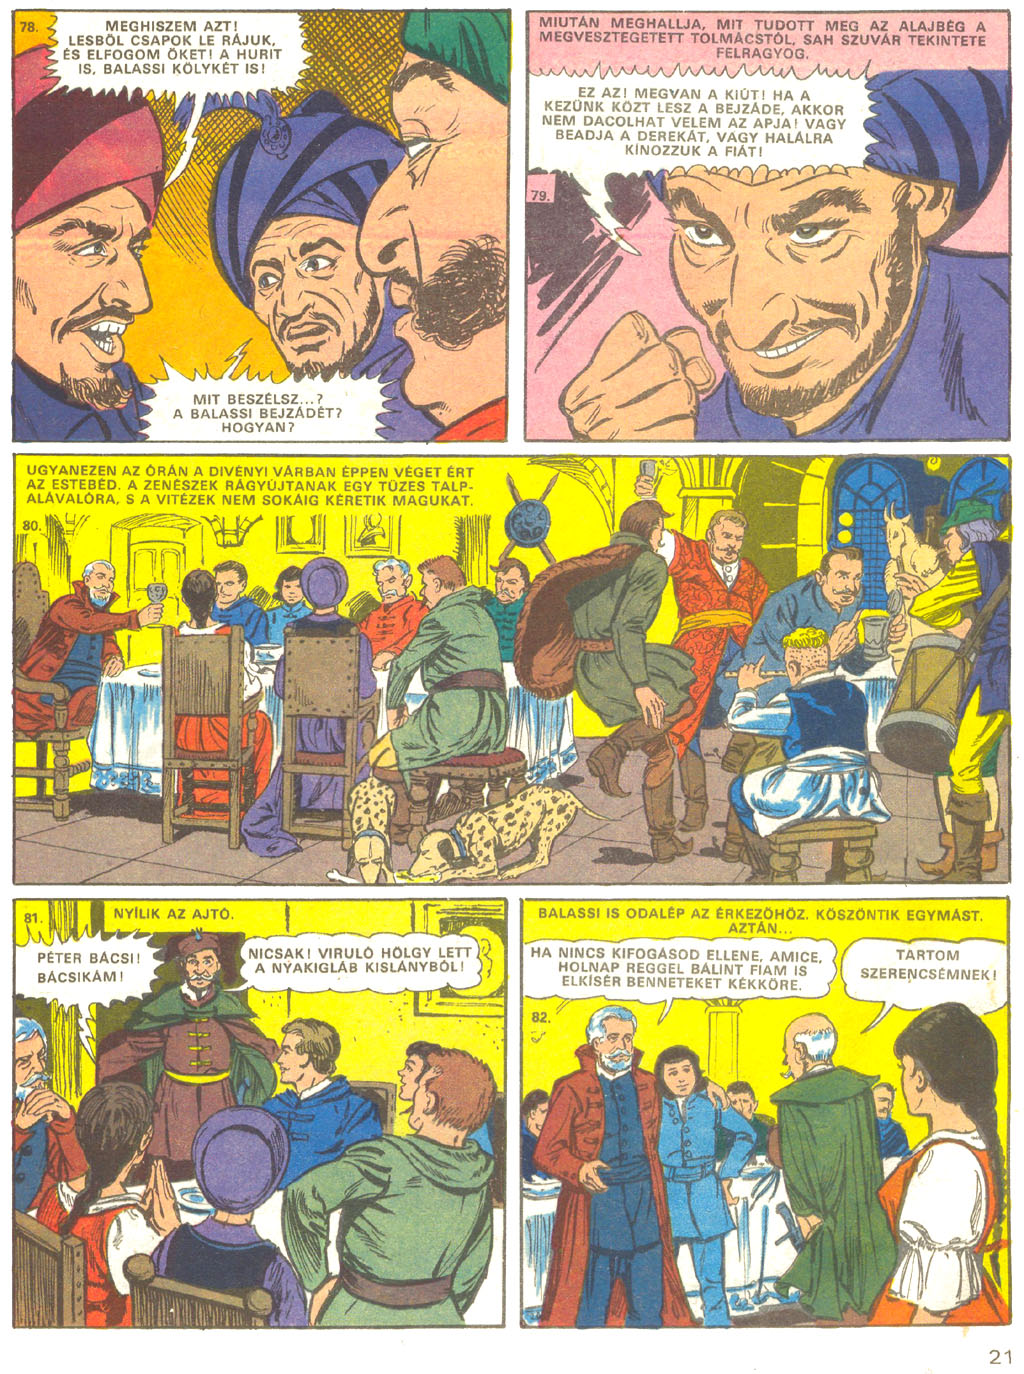 78.
MEGHISZEM AZT!
LESBŐL CSAPOK LE RÁJUK,
ÉS ELFOGOM ŐKET! A HURIT
IS, BALASSI KÖLYKÉT IS!
MIT BESZÉLSZ...?
A BALASSI BEJZÁDÉT?
HOGYAN?
MIUTÁN MEGHALLJA, MIT TUDOTT MEG AZ ALAJBÉG A
MEGVESZTEGETETT TOLMÁCSTÓL, SAH SZUVÁR TEKINTETE
FELRAGYOG.
EZ AZ! MEGVAN A KIÚT! HA A
KEZÜNK KÖZT LESZ A BEJZÁDE, AKKOR
NEM DACOLHAT VELEM AZ APJA! VAGY
BEADJA A DEREKÁT, VAGY HALÁLRA
KÍNOZZUK A FIÁT!
79.
UGYANEZEN AZ ÓRÁN A DIVÉNYI VÁRBAN ÉPPEN VÉGET ÉRT
AZ ESTEBÉD. A ZENÉSZEK RÁGYÚJTANAK EGY TÜZES TALP-
ALÁVALÓRA, S A VITÉZEK NEM SOKÁIG KÉRETIK MAGUKAT.
80.
81.
NYÍLIK AZ AJTÓ.
PÉTER BÁCSI!
BÁCSIKÁM!
NICSAK! VIRULÓ HÖLGY LETT
A NYAKIGLÁB KISLÁNYBÓL!
BALASSI IS ODALÉP AZ ÉRKEZŐHÖZ. KÖSZÖNTIK EGYMÁST.
AZTÁN...
HA NINCS KIFOGÁSOD ELLENE, AMICE,
HOLNAP REGGEL BÁLINT FIAM IS
ELKÍSÉR BENNETEKET KÉKKŐRE.
TARTOM
SZERENCSÉMNEK!
82.
21